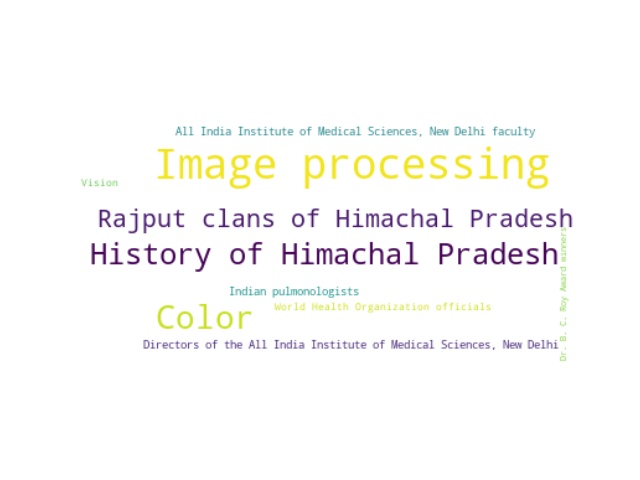 All India Institute of Medical Sciences, New Delhi faculty
Image processing
Vision
Rajput clans of Himachal Pradesh
History of Himachal Pradesh
Indian pulmonologists
World Health Organization officials
Color
Directors of the All India Institute of Medical Sciences, New Delhi
Dr. B. C. Roy Award winners